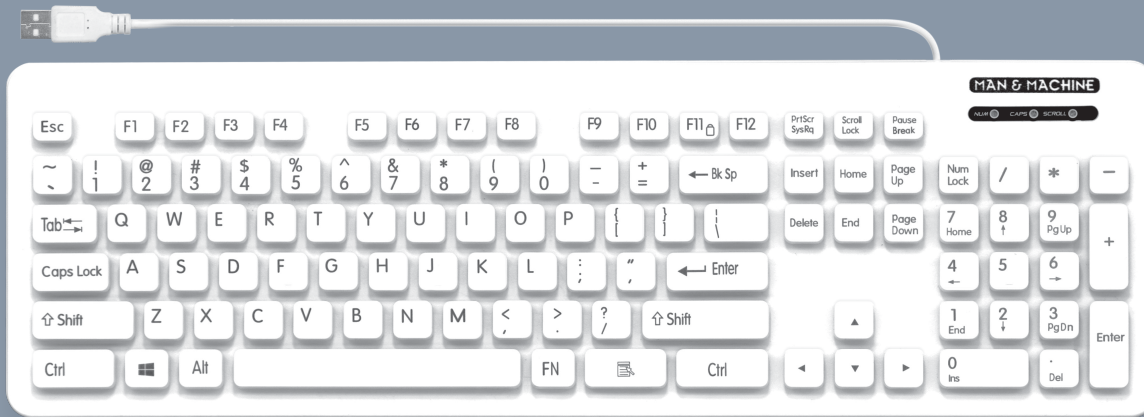 MAN & MACHINE
NUM CAPS SCROLL
Esc F1 F2 F3 F4 F5 F6 F7 F8 F9 F10 F11 F12 PrtScr SysRq Scroll Lock Pause Break
~ ` ! 1 @ 2 # 3 $ 4 % 5 ^ 6 & 7 * 8 ( 9 ) 0 — - + = ← Bk Sp Insert Home Page Up Num Lock / * –
Tab Q W E R T Y U I O P { [ } ] ¦ \ Delete End Page Down 7 Home 8 ↑ 9 PgUp +
Caps Lock A S D F G H J K L : ; " ' ← Enter 4 ← 5 6 →
⇧ Shift Z X C V B N M < , > . ? / ⇧ Shift ▲ 1 End 2 ↓ 3 PgDn Enter
Ctrl Alt FN Ctrl ◄ ▼ ► 0 Ins . Del